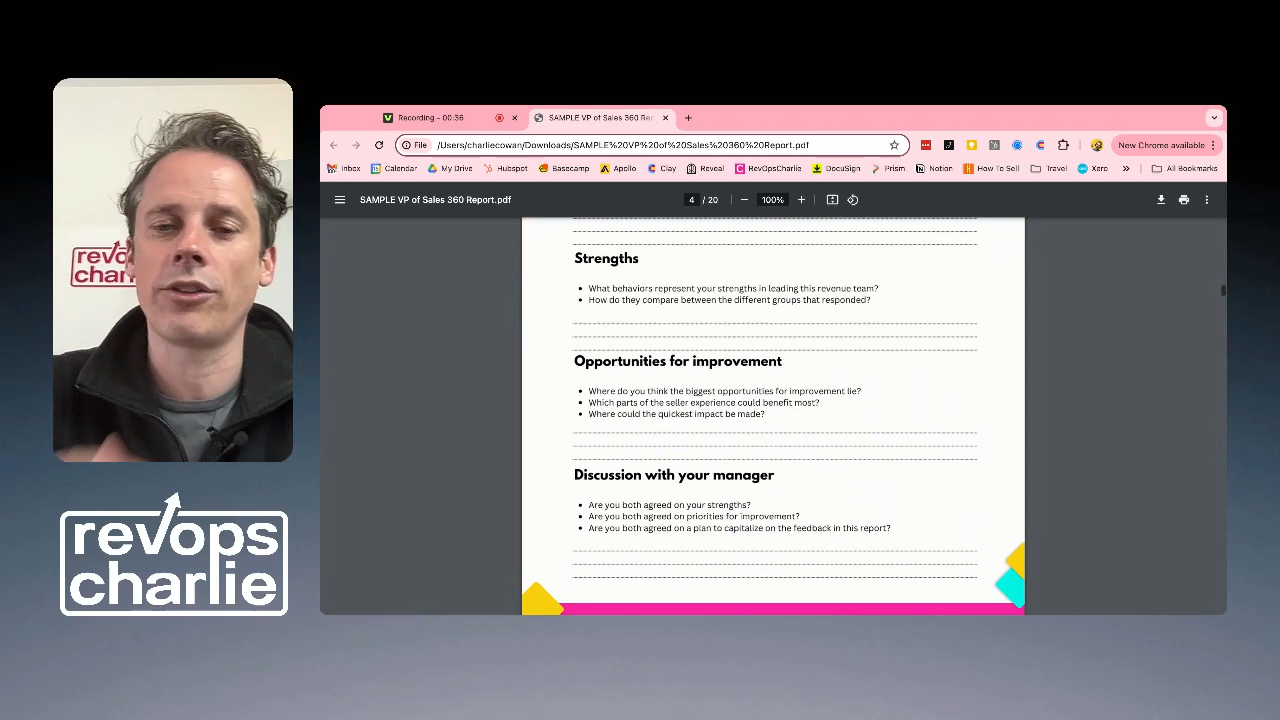 revops
char
revops
charlie
Recording – 00:36
SAMPLE VP of Sales 360 Rep
File
/Users/charliecowan/Downloads/SAMPLE%20VP%20of%20Sales%20360%20Report.pdf
New Chrome available
Inbox
Calendar
My Drive
Hubspot
Basecamp
Apollo
Clay
Reveal
RevOpsCharlie
DocuSign
Prism
Notion
How To Sell
Travel
Xero
All Bookmarks
SAMPLE VP of Sales 360 Report.pdf
4 / 20
100%
Strengths
• What behaviors represent your strengths in leading this revenue team?
• How do they compare between the different groups that responded?
Opportunities for improvement
• Where do you think the biggest opportunities for improvement lie?
• Which parts of the seller experience could benefit most?
• Where could the quickest impact be made?
Discussion with your manager
• Are you both agreed on your strengths?
• Are you both agreed on priorities for improvement?
• Are you both agreed on a plan to capitalize on the feedback in this report?